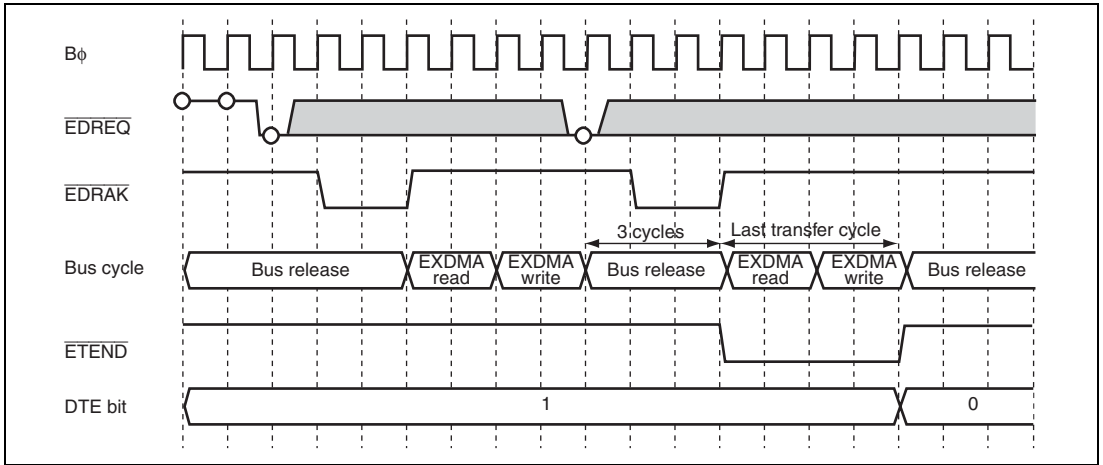 Bϕ
EDREQ
EDRAK
3 cycles Last transfer cycle
Bus cycle Bus release EXDMA read EXDMA write Bus release EXDMA read EXDMA write Bus release
ETEND
DTE bit 1 0